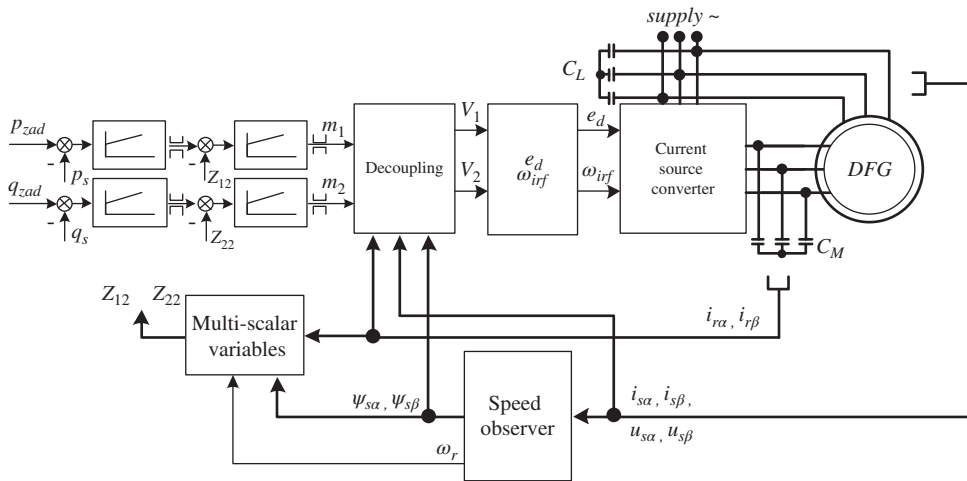 supply ~
C_L
p_zad
p_s
Z_12
m_1
q_zad
q_s
Z_22
m_2
Decoupling
V_1
V_2
e_d
ω_irf
e_d
ω_irf
Current
source
converter
DFG
C_M
Z_12 Z_22
Multi-scalar
variables
i_rα, i_rβ
ψ_sα, ψ_sβ
ω_r
Speed
observer
i_sα, i_sβ,
u_sα, u_sβ